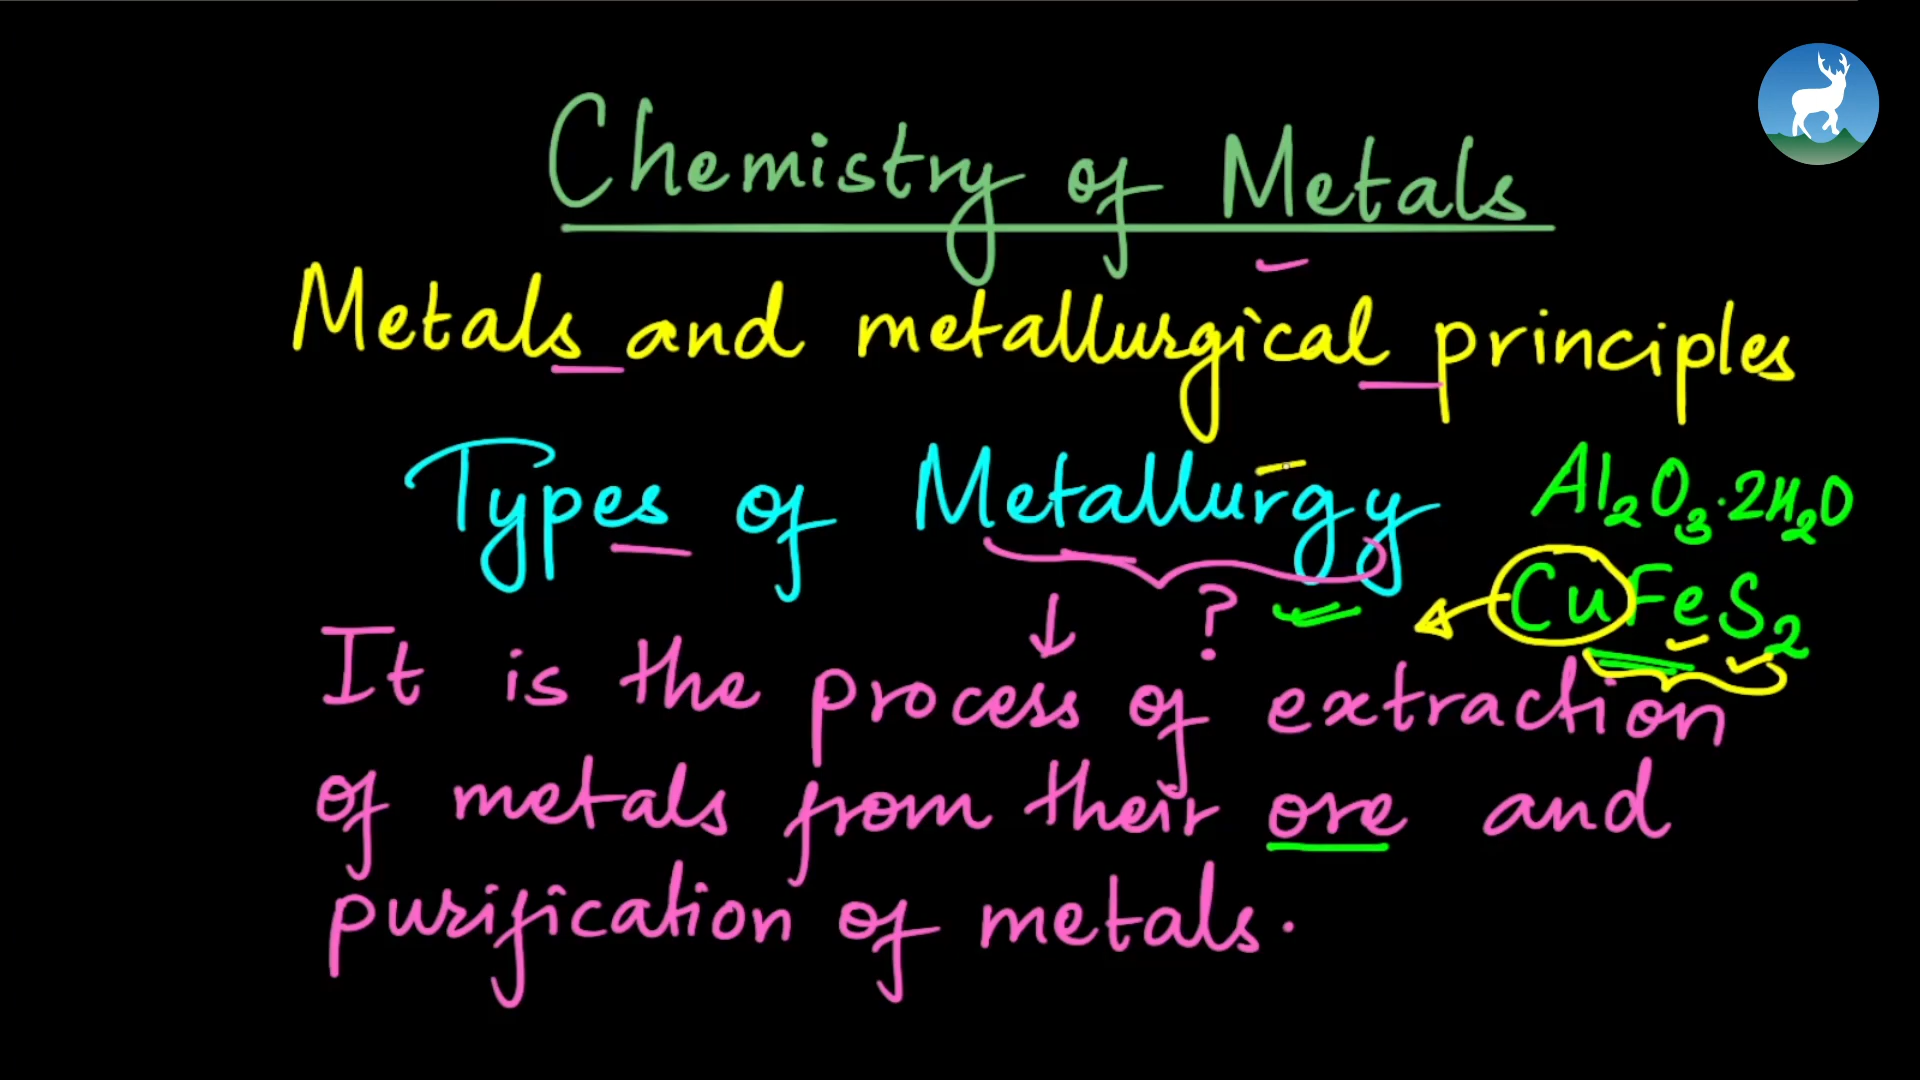 Chemistry of Metals
Metals and metallurgical principles
Types of Metallurgy
Al₂O₃·2H₂O
CuFeS₂
?
It is the process of extraction
of metals from their ore and
purification of metals.